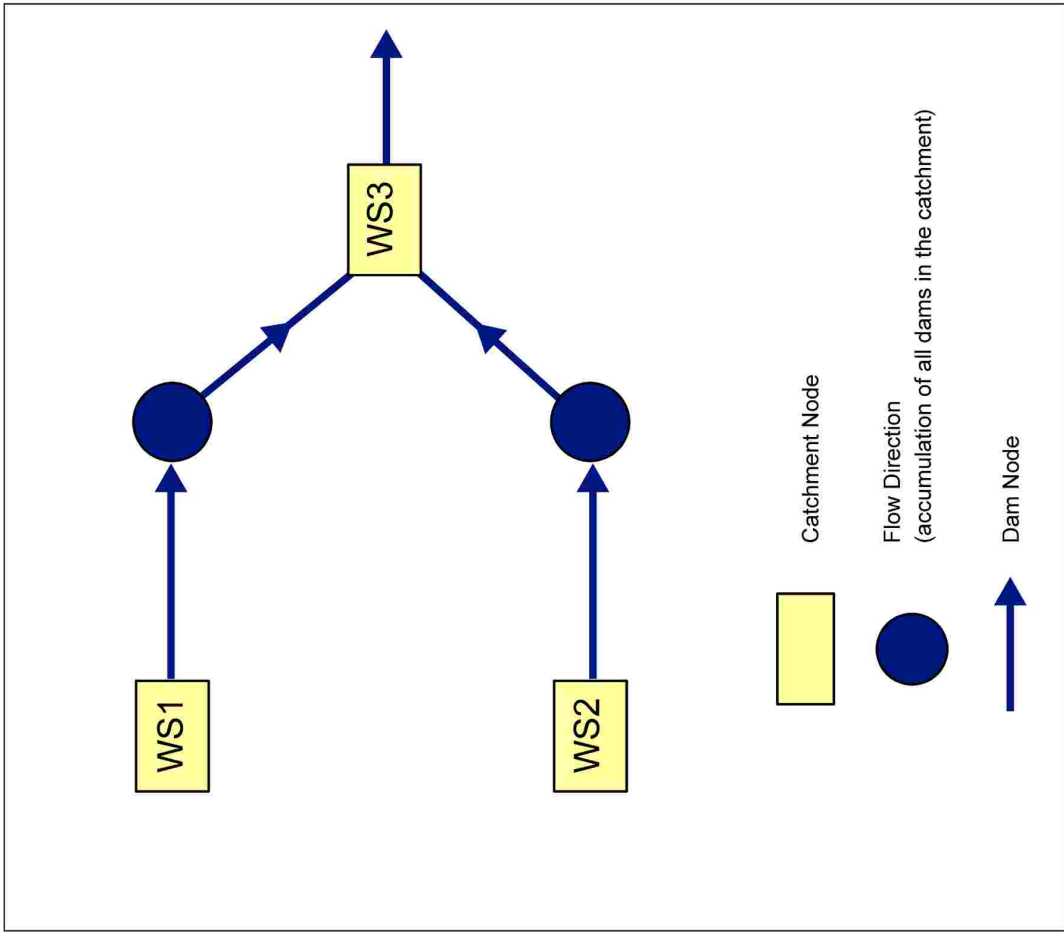 WS1
WS2
WS3
Catchment Node
Flow Direction
(accumulation of all dams in the catchment)
Dam Node